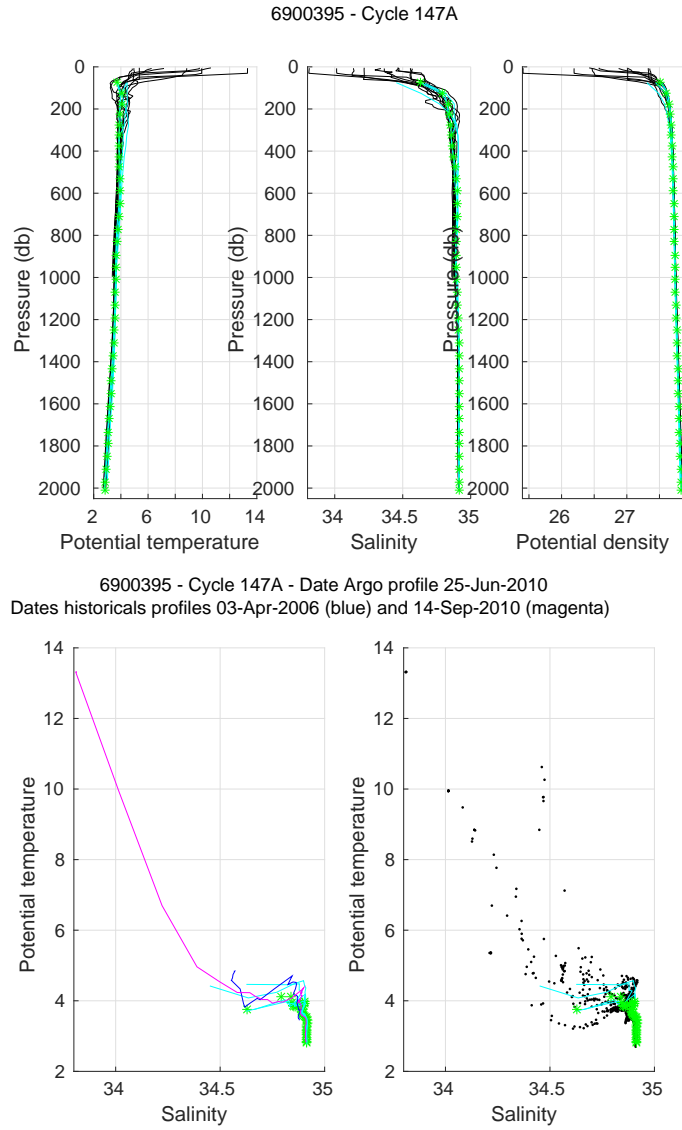 6900395 - Cycle 147A
0
200
400
600
800
1000
1200
1400
1600
1800
2000
Pressure (db)
2 6 10 14
Potential temperature
0
200
400
600
800
1000
1200
1400
1600
1800
2000
Pressure (db)
34 34.5 35
Salinity
0
200
400
600
800
1000
1200
1400
1600
1800
2000
Pressure (db)
26 27
Potential density
6900395 - Cycle 147A - Date Argo profile 25-Jun-2010
Dates historicals profiles 03-Apr-2006 (blue) and 14-Sep-2010 (magenta)
14
12
10
8
6
4
2
Potential temperature
34 34.5 35
Salinity
14
12
10
8
6
4
2
Potential temperature
34 34.5 35
Salinity